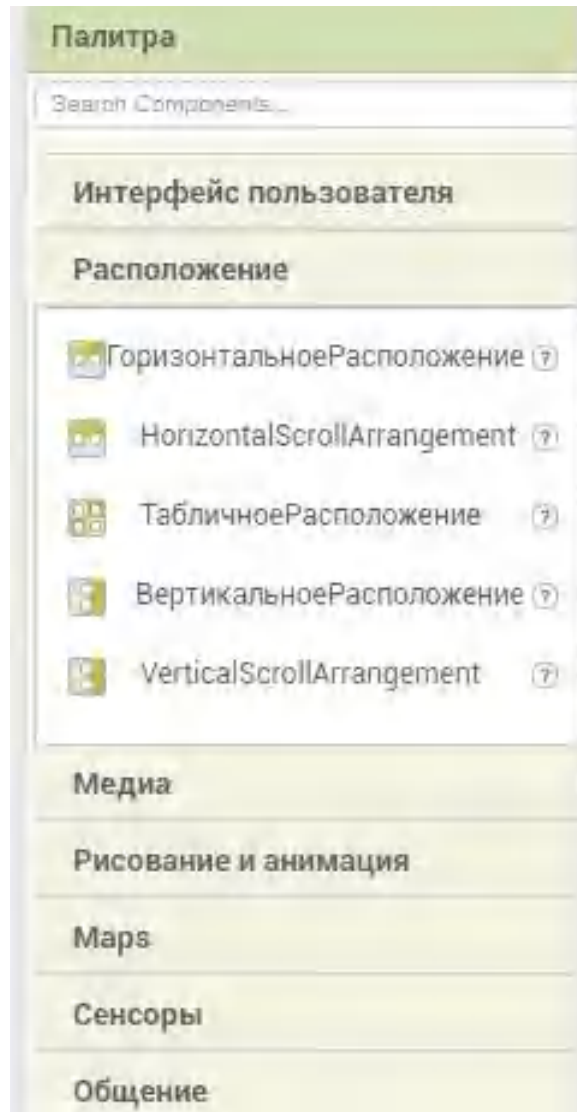 Палитра
Search Components...
Интерфейс пользователя
Расположение
ГоризонтальноеРасположение ?
HorizontalScrollArrangement ?
ТабличноеРасположение ?
ВертикальноеРасположение ?
VerticalScrollArrangement ?
Медиа
Рисование и анимация
Maps
Сенсоры
Общение